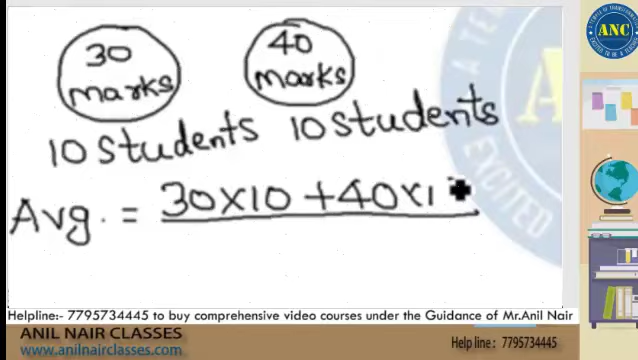 30 marks
40 marks
10 students 10 students
Avg. = 30×10 + 40×1
Helpline:- 7795734445 to buy comprehensive video courses under the Guidance of Mr.Anil Nair
ANIL NAIR CLASSES
www.anilnairclasses.com
Help line : 7795734445
ANC